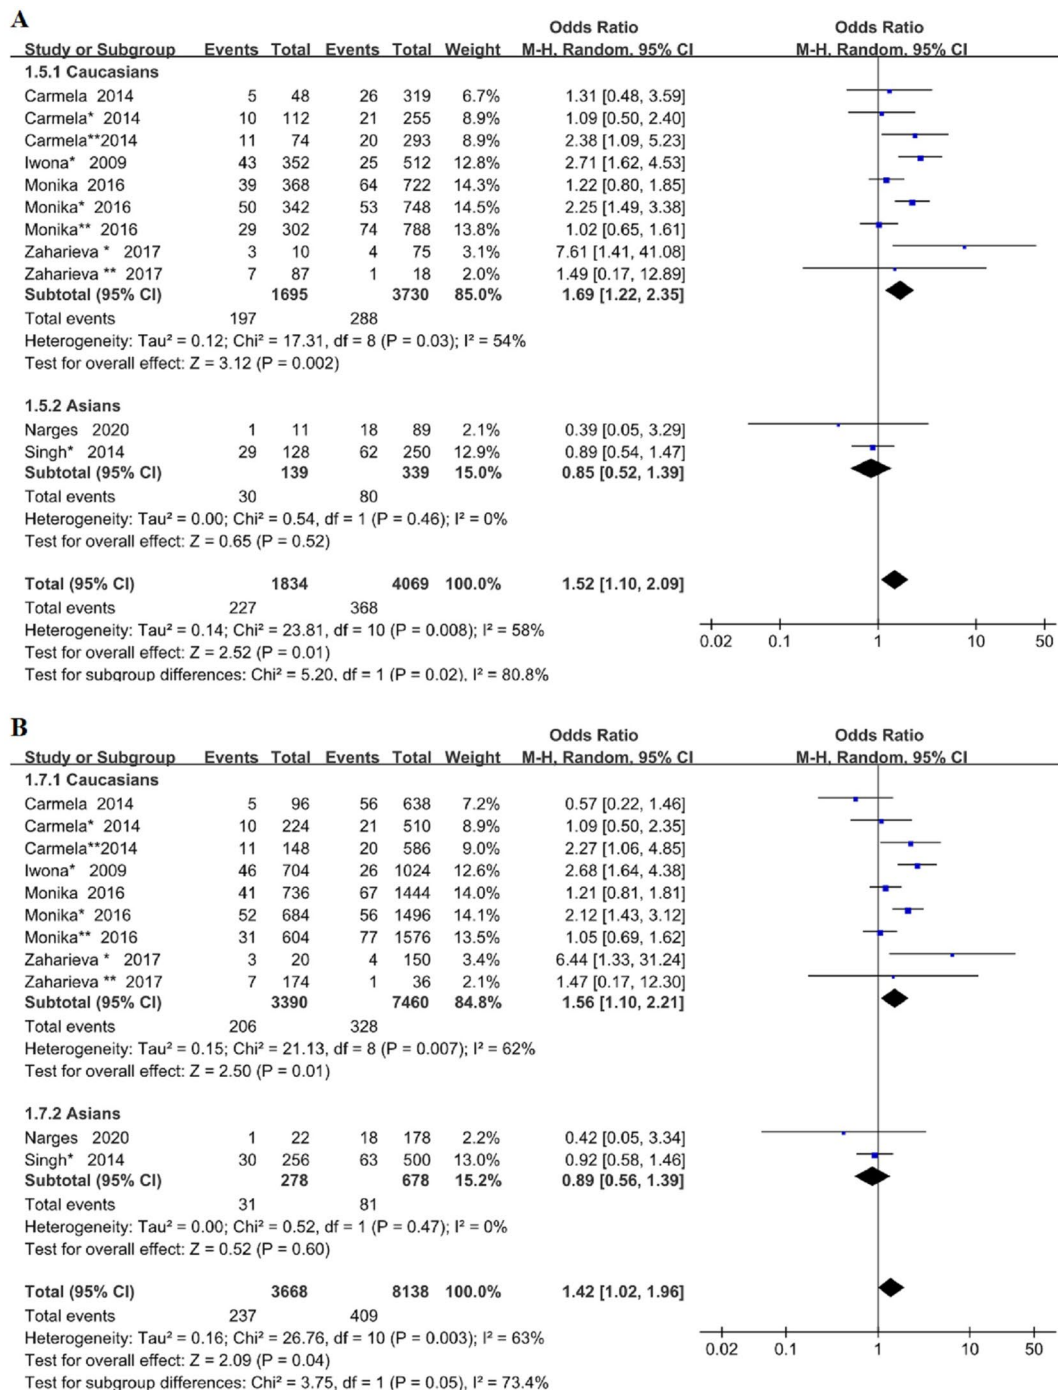 A
Odds Ratio Odds Ratio
Study or Subgroup Events Total Events Total Weight M-H, Random, 95% CI M-H, Random, 95% CI
1.5.1 Caucasians
Carmela 2014 5 48 26 319 6.7% 1.31 [0.48, 3.59]
Carmela* 2014 10 112 21 255 8.9% 1.09 [0.50, 2.40]
Carmela**2014 11 74 20 293 8.9% 2.38 [1.09, 5.23]
Iwona* 2009 43 352 25 512 12.8% 2.71 [1.62, 4.53]
Monika 2016 39 368 64 722 14.3% 1.22 [0.80, 1.85]
Monika* 2016 50 342 53 748 14.5% 2.25 [1.49, 3.38]
Monika** 2016 29 302 74 788 13.8% 1.02 [0.65, 1.61]
Zaharieva * 2017 3 10 4 75 3.1% 7.61 [1.41, 41.08]
Zaharieva ** 2017 7 87 1 18 2.0% 1.49 [0.17, 12.89]
Subtotal (95% CI) 1695 3730 85.0% 1.69 [1.22, 2.35]
Total events 197 288
Heterogeneity: Tau² = 0.12; Chi² = 17.31, df = 8 (P = 0.03); I² = 54%
Test for overall effect: Z = 3.12 (P = 0.002)
1.5.2 Asians
Narges 2020 1 11 18 89 2.1% 0.39 [0.05, 3.29]
Singh* 2014 29 128 62 250 12.9% 0.89 [0.54, 1.47]
Subtotal (95% CI) 139 339 15.0% 0.85 [0.52, 1.39]
Total events 30 80
Heterogeneity: Tau² = 0.00; Chi² = 0.54, df = 1 (P = 0.46); I² = 0%
Test for overall effect: Z = 0.65 (P = 0.52)
Total (95% CI) 1834 4069 100.0% 1.52 [1.10, 2.09]
Total events 227 368
Heterogeneity: Tau² = 0.14; Chi² = 23.81, df = 10 (P = 0.008); I² = 58%
Test for overall effect: Z = 2.52 (P = 0.01)
Test for subgroup differences: Chi² = 5.20, df = 1 (P = 0.02), I² = 80.8%
0.02 0.1 1 10 50
B
Odds Ratio Odds Ratio
Study or Subgroup Events Total Events Total Weight M-H, Random, 95% CI M-H, Random, 95% CI
1.7.1 Caucasians
Carmela 2014 5 96 56 638 7.2% 0.57 [0.22, 1.46]
Carmela* 2014 10 224 21 510 8.9% 1.09 [0.50, 2.35]
Carmela**2014 11 148 20 586 9.0% 2.27 [1.06, 4.85]
Iwona* 2009 46 704 26 1024 12.6% 2.68 [1.64, 4.38]
Monika 2016 41 736 67 1444 14.0% 1.21 [0.81, 1.81]
Monika* 2016 52 684 56 1496 14.1% 2.12 [1.43, 3.12]
Monika** 2016 31 604 77 1576 13.5% 1.05 [0.69, 1.62]
Zaharieva * 2017 3 20 4 150 3.4% 6.44 [1.33, 31.24]
Zaharieva ** 2017 7 174 1 36 2.1% 1.47 [0.17, 12.30]
Subtotal (95% CI) 3390 7460 84.8% 1.56 [1.10, 2.21]
Total events 206 328
Heterogeneity: Tau² = 0.15; Chi² = 21.13, df = 8 (P = 0.007); I² = 62%
Test for overall effect: Z = 2.50 (P = 0.01)
1.7.2 Asians
Narges 2020 1 22 18 178 2.2% 0.42 [0.05, 3.34]
Singh* 2014 30 256 63 500 13.0% 0.92 [0.58, 1.46]
Subtotal (95% CI) 278 678 15.2% 0.89 [0.56, 1.39]
Total events 31 81
Heterogeneity: Tau² = 0.00; Chi² = 0.52, df = 1 (P = 0.47); I² = 0%
Test for overall effect: Z = 0.52 (P = 0.60)
Total (95% CI) 3668 8138 100.0% 1.42 [1.02, 1.96]
Total events 237 409
Heterogeneity: Tau² = 0.16; Chi² = 26.76, df = 10 (P = 0.003); I² = 63%
Test for overall effect: Z = 2.09 (P = 0.04)
Test for subgroup differences: Chi² = 3.75, df = 1 (P = 0.05), I² = 73.4%
0.02 0.1 1 10 50